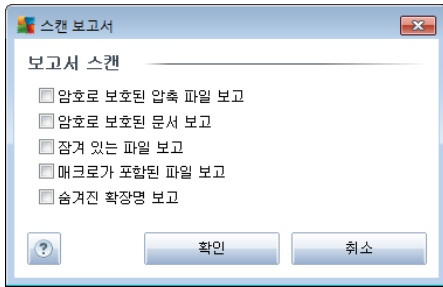 스캔 보고서
보고서 스캔
암호로 보호된 압축 파일 보고
암호로 보호된 문서 보고
잠겨 있는 파일 보고
매크로가 포함된 파일 보고
숨겨진 확장명 보고
? 확인 취소